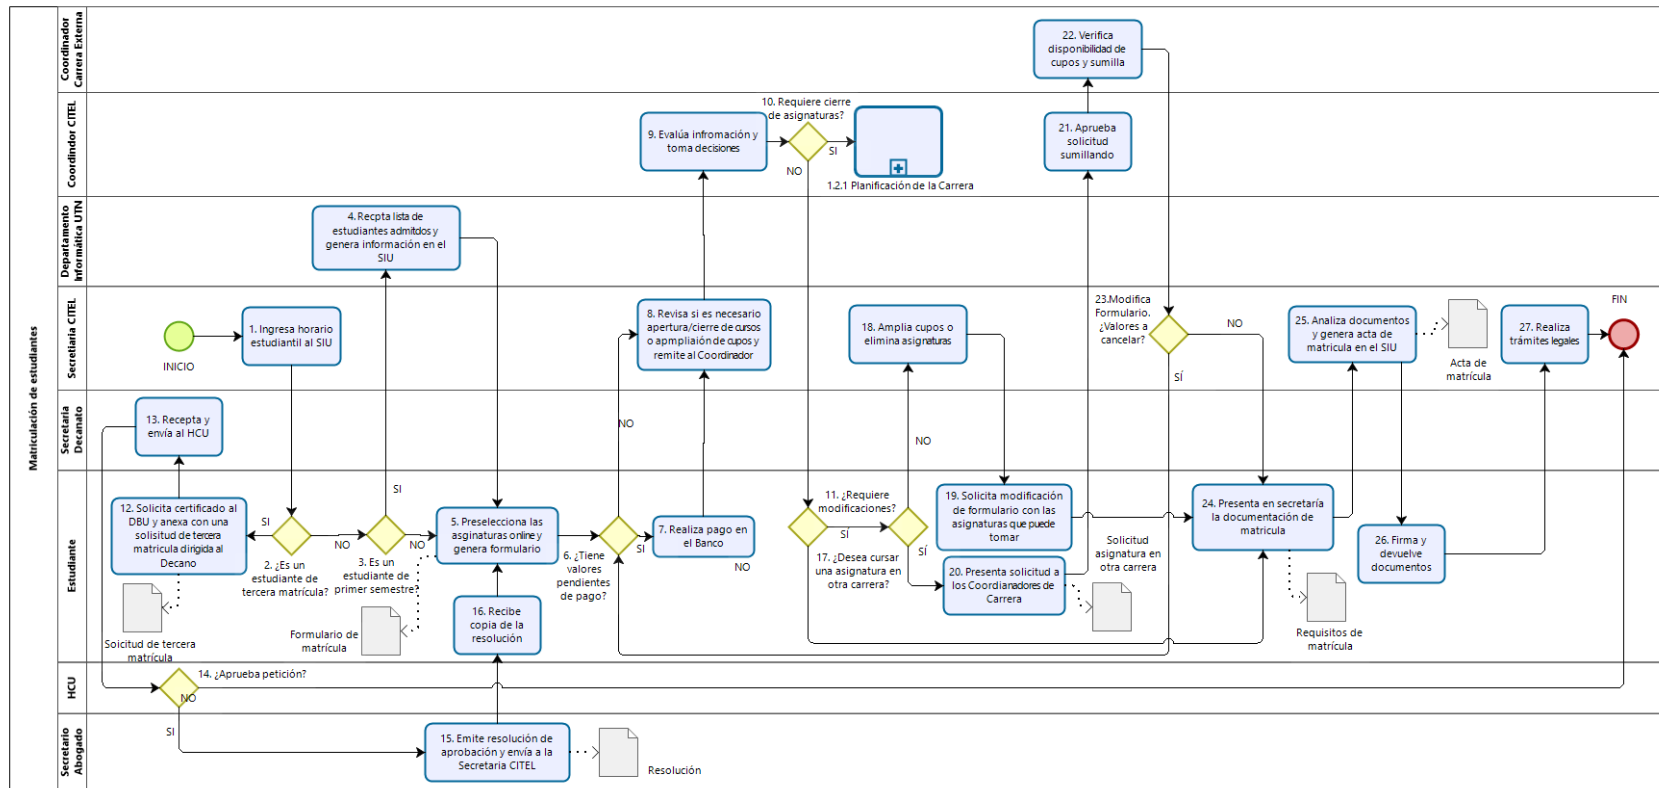 Matriculación de estudiantes
Coordinador
Carrera Externa
22. Verifica
disponibilidad de
cupos y sumilla
Coordindor CITEL
9. Evalúa infromación y
toma decisiones
10. Requiere cierre
de asignaturas?
SI
NO
1.2.1 Planificación de la Carrera
21. Aprueba
solicitud
sumillando
Departamento
Informática UTN
4. Recpta lista de
estudiantes admitdos y
genera información en el
SIU
Secretiaria CITEL
INICIO
1. Ingresa horario
estudiantil al SIU
8. Revisa si es necesario
apertura/cierre de cursos
o apmpliaión de cupos y
remite al Coordinador
18. Amplia cupos o
elimina asignaturas
23.Modifica
Formulario.
¿Valores a
cancelar?
NO
SÍ
25. Analiza documentos
y genera acta de
matricula en el SIU
Acta de
matrícula
27. Realiza
trámites legales
FIN
Secretaria
Decanato
13. Recepta y
envía al HCU
NO
NO
Estudiante
12. Solicita certificado al
DBU y anexa con una
solisitud de tercera
matricula dirigida al
Decano
Soicitud de tercera
matrícula
SI
2. ¿Es un
estudiante de
tercera matrícula?
NO
SI
3. Es un
estudiante de
primer semestre?
NO
Formulario de
matrícula
5. Preselecciona las
asginaturas online y
genera formulario
16. Recibe
copia de la
resolución
6. ¿Tiene
valores
pendientes
de pago?
SI
7. Realiza pago en
el Banco
NO
11. ¿Requiere
modificaciones?
SÍ
17. ¿Desea cursar
una asignatura en
otra carrera?
SÍ
19. Solicita modificación
de formulario con las
asignaturas que puede
tomar
20. Presenta solicitud a
los Coordianadores de
Carrera
Solicitud
asignatura en
otra carrera
24. Presenta en secretaría
la documentación de
matricula
Requisitos de
matrícula
26. Firma y
devuelve
documentos
HCU
14. ¿Aprueba petición?
NO
SI
Secretario
Abogado
15. Emite resolución de
aprobación y envía a la
Secretaria CITEL
Resolución